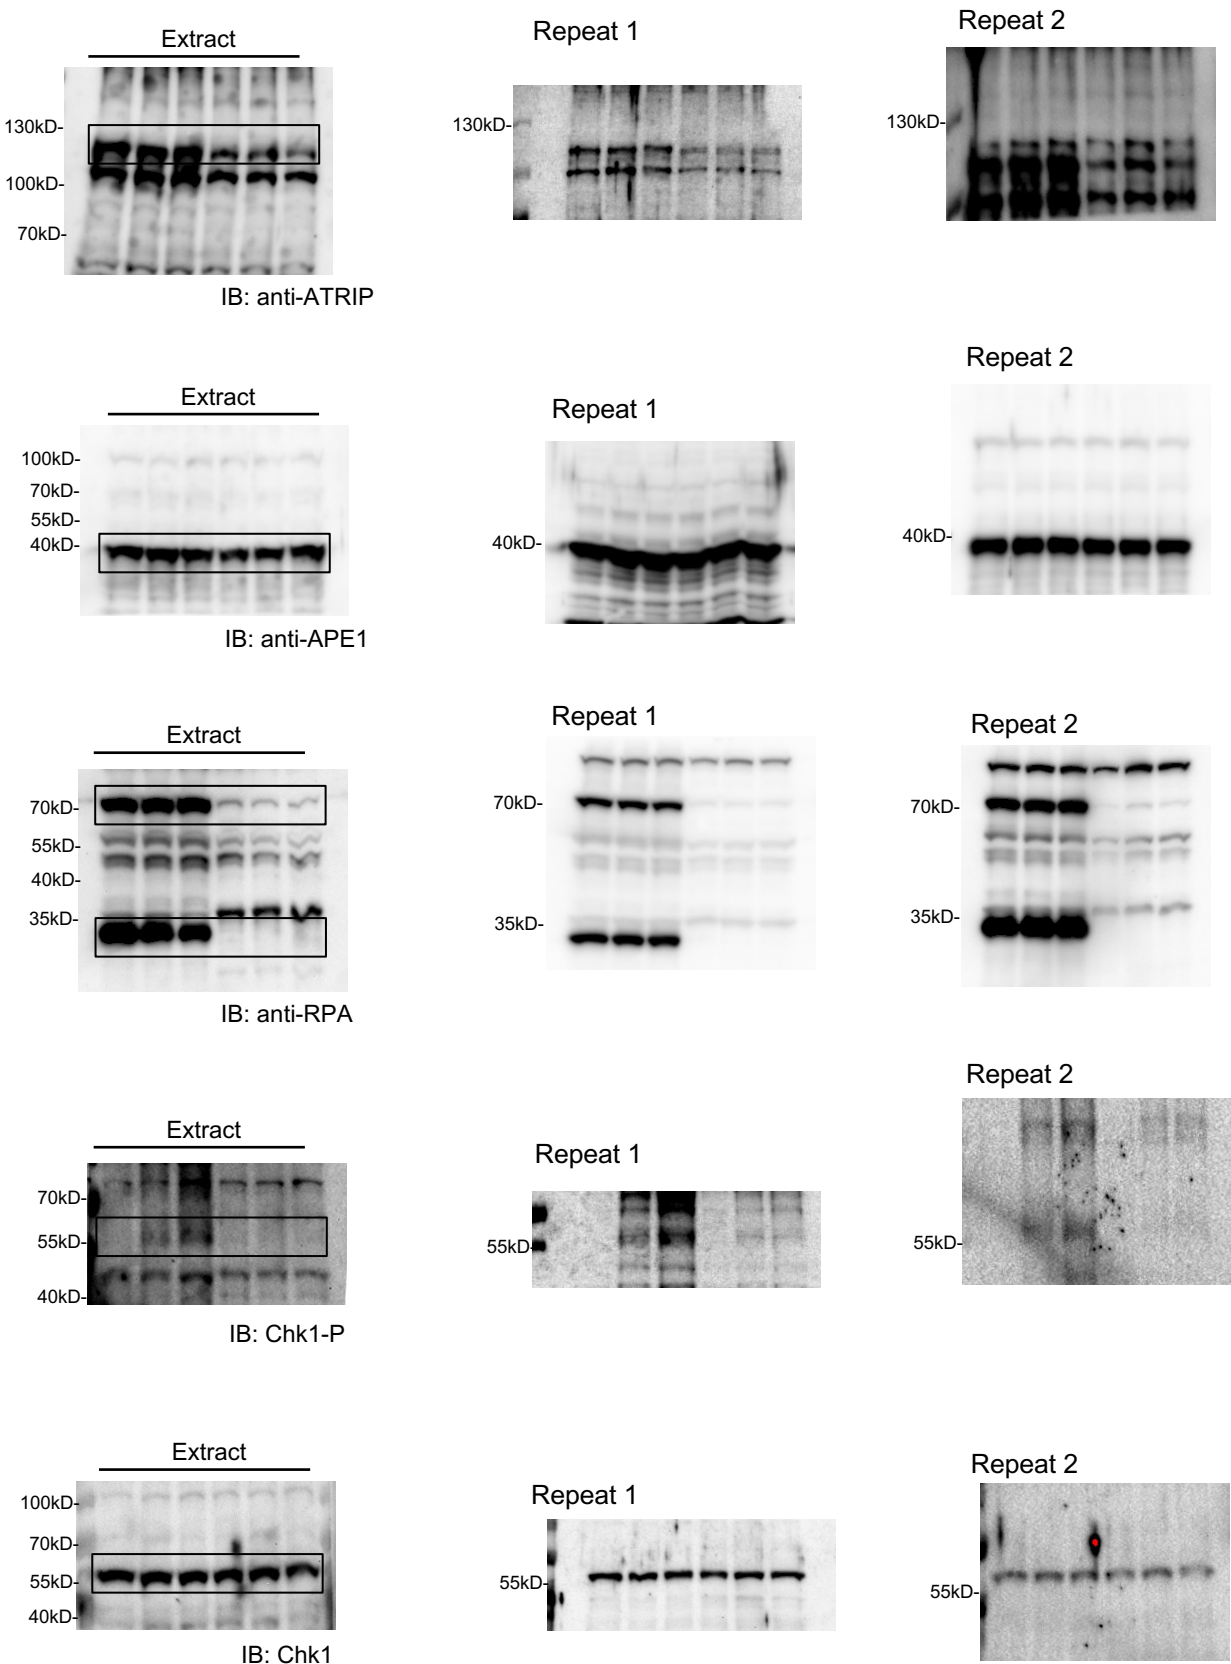 Extract
Repeat 1
Repeat 2
130kD-
100kD-
70kD-
130kD-
130kD-
IB: anti-ATRIP
Extract
Repeat 1
Repeat 2
100kD-
70kD-
55kD-
40kD-
40kD-
40kD-
IB: anti-APE1
Extract
Repeat 1
Repeat 2
70kD-
55kD-
40kD-
35kD-
70kD-
35kD-
70kD-
35kD-
IB: anti-RPA
Extract
Repeat 1
Repeat 2
70kD-
55kD-
40kD-
55kD-
55kD-
IB: Chk1-P
Extract
Repeat 1
Repeat 2
100kD-
70kD-
55kD-
40kD-
55kD-
55kD-
IB: Chk1